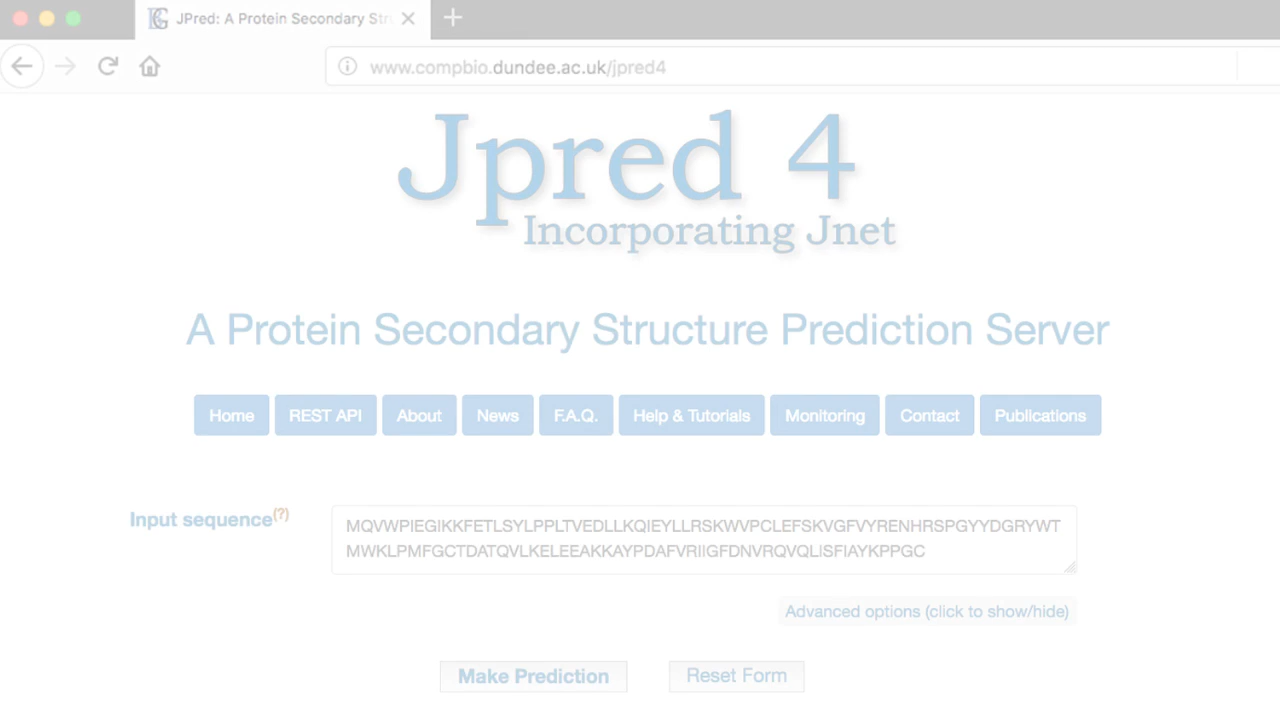 JPred: A Protein Secondary Stru
www.compbio.dundee.ac.uk/jpred4
Jpred 4
Incorporating Jnet
A Protein Secondary Structure Prediction Server
Home REST API About News F.A.Q. Help & Tutorials Monitoring Contact Publications
Input sequence(?)
MQVWPIEGIKKFETLSYLPPLTVEDLLKQIEYLLRSKWVPCLEFSKVGFVYRENHRSPGYYDGRYWT
MWKLPMFGCTDATQVLKELEEAKKAYPDAFVRIIGFDNVRQVQLISFIAYKPPGC
Advanced options (click to show/hide)
Make Prediction Reset Form